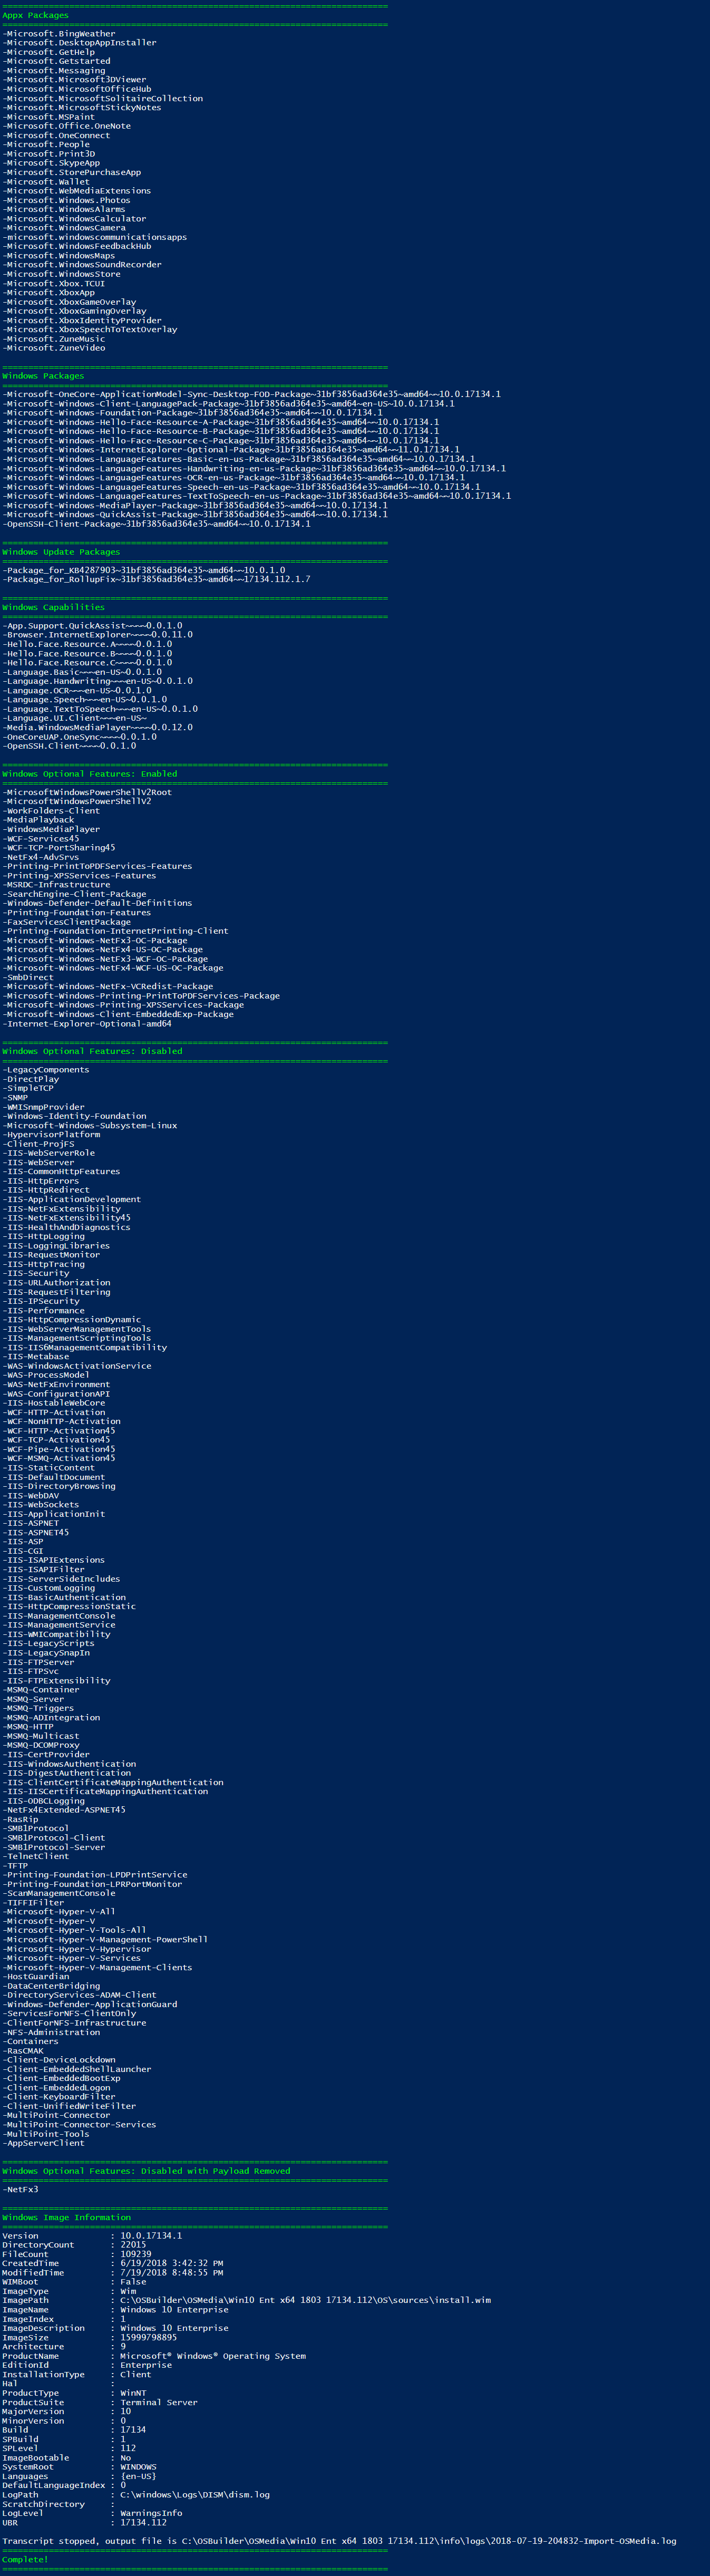 ===========================================================================
Appx Packages
===========================================================================
-Microsoft.BingWeather
-Microsoft.DesktopAppInstaller
-Microsoft.GetHelp
-Microsoft.Getstarted
-Microsoft.Messaging
-Microsoft.Microsoft3DViewer
-Microsoft.MicrosoftOfficeHub
-Microsoft.MicrosoftSolitaireCollection
-Microsoft.MicrosoftStickyNotes
-Microsoft.MSPaint
-Microsoft.Office.OneNote
-Microsoft.OneConnect
-Microsoft.People
-Microsoft.Print3D
-Microsoft.SkypeApp
-Microsoft.StorePurchaseApp
-Microsoft.Wallet
-Microsoft.WebMediaExtensions
-Microsoft.Windows.Photos
-Microsoft.WindowsAlarms
-Microsoft.WindowsCalculator
-Microsoft.WindowsCamera
-microsoft.windowscommunicationsapps
-Microsoft.WindowsFeedbackHub
-Microsoft.WindowsMaps
-Microsoft.WindowsSoundRecorder
-Microsoft.WindowsStore
-Microsoft.Xbox.TCUI
-Microsoft.XboxApp
-Microsoft.XboxGameOverlay
-Microsoft.XboxGamingOverlay
-Microsoft.XboxIdentityProvider
-Microsoft.XboxSpeechToTextOverlay
-Microsoft.ZuneMusic
-Microsoft.ZuneVideo
===========================================================================
Windows Packages
===========================================================================
-Microsoft-OneCore-ApplicationModel-Sync-Desktop-FOD-Package~31bf3856ad364e35~amd64~~10.0.17134.1
-Microsoft-Windows-Client-LanguagePack-Package~31bf3856ad364e35~amd64~en-US~10.0.17134.1
-Microsoft-Windows-Foundation-Package~31bf3856ad364e35~amd64~~10.0.17134.1
-Microsoft-Windows-Hello-Face-Resource-A-Package~31bf3856ad364e35~amd64~~10.0.17134.1
-Microsoft-Windows-Hello-Face-Resource-B-Package~31bf3856ad364e35~amd64~~10.0.17134.1
-Microsoft-Windows-Hello-Face-Resource-C-Package~31bf3856ad364e35~amd64~~10.0.17134.1
-Microsoft-Windows-InternetExplorer-Optional-Package~31bf3856ad364e35~amd64~~11.0.17134.1
-Microsoft-Windows-LanguageFeatures-Basic-en-us-Package~31bf3856ad364e35~amd64~~10.0.17134.1
-Microsoft-Windows-LanguageFeatures-Handwriting-en-us-Package~31bf3856ad364e35~amd64~~10.0.17134.1
-Microsoft-Windows-LanguageFeatures-OCR-en-us-Package~31bf3856ad364e35~amd64~~10.0.17134.1
-Microsoft-Windows-LanguageFeatures-Speech-en-us-Package~31bf3856ad364e35~amd64~~10.0.17134.1
-Microsoft-Windows-LanguageFeatures-TextToSpeech-en-us-Package~31bf3856ad364e35~amd64~~10.0.17134.1
-Microsoft-Windows-MediaPlayer-Package~31bf3856ad364e35~amd64~~10.0.17134.1
-Microsoft-Windows-QuickAssist-Package~31bf3856ad364e35~amd64~~10.0.17134.1
-OpenSSH-Client-Package~31bf3856ad364e35~amd64~~10.0.17134.1
===========================================================================
Windows Update Packages
===========================================================================
-Package_for_KB4287903~31bf3856ad364e35~amd64~~10.0.1.0
-Package_for_RollupFix~31bf3856ad364e35~amd64~~17134.112.1.7
===========================================================================
Windows Capabilities
===========================================================================
-App.Support.QuickAssist~~~~0.0.1.0
-Browser.InternetExplorer~~~~0.0.11.0
-Hello.Face.Resource.A~~~~0.0.1.0
-Hello.Face.Resource.B~~~~0.0.1.0
-Hello.Face.Resource.C~~~~0.0.1.0
-Language.Basic~~~en-US~0.0.1.0
-Language.Handwriting~~~en-US~0.0.1.0
-Language.OCR~~~en-US~0.0.1.0
-Language.Speech~~~en-US~0.0.1.0
-Language.TextToSpeech~~~en-US~0.0.1.0
-Language.UI.Client~~~en-US~
-Media.WindowsMediaPlayer~~~~0.0.12.0
-OneCoreUAP.OneSync~~~~0.0.1.0
-OpenSSH.Client~~~~0.0.1.0
===========================================================================
Windows Optional Features: Enabled
===========================================================================
-MicrosoftWindowsPowerShellV2Root
-MicrosoftWindowsPowerShellV2
-WorkFolders-Client
-MediaPlayback
-WindowsMediaPlayer
-WCF-Services45
-WCF-TCP-PortSharing45
-NetFx4-AdvSrvs
-Printing-PrintToPDFServices-Features
-Printing-XPSServices-Features
-MSRDC-Infrastructure
-SearchEngine-Client-Package
-Windows-Defender-Default-Definitions
-Printing-Foundation-Features
-FaxServicesClientPackage
-Printing-Foundation-InternetPrinting-Client
-Microsoft-Windows-NetFx3-OC-Package
-Microsoft-Windows-NetFx4-US-OC-Package
-Microsoft-Windows-NetFx3-WCF-OC-Package
-Microsoft-Windows-NetFx4-WCF-US-OC-Package
-SmbDirect
-Microsoft-Windows-NetFx-VCRedist-Package
-Microsoft-Windows-Printing-PrintToPDFServices-Package
-Microsoft-Windows-Printing-XPSServices-Package
-Microsoft-Windows-Client-EmbeddedExp-Package
-Internet-Explorer-Optional-amd64
===========================================================================
Windows Optional Features: Disabled
===========================================================================
-LegacyComponents
-DirectPlay
-SimpleTCP
-SNMP
-WMISnmpProvider
-Windows-Identity-Foundation
-Microsoft-Windows-Subsystem-Linux
-HypervisorPlatform
-Client-ProjFS
-IIS-WebServerRole
-IIS-WebServer
-IIS-CommonHttpFeatures
-IIS-HttpErrors
-IIS-HttpRedirect
-IIS-ApplicationDevelopment
-IIS-NetFxExtensibility
-IIS-NetFxExtensibility45
-IIS-HealthAndDiagnostics
-IIS-HttpLogging
-IIS-LoggingLibraries
-IIS-RequestMonitor
-IIS-HttpTracing
-IIS-Security
-IIS-URLAuthorization
-IIS-RequestFiltering
-IIS-IPSecurity
-IIS-Performance
-IIS-HttpCompressionDynamic
-IIS-WebServerManagementTools
-IIS-ManagementScriptingTools
-IIS-IIS6ManagementCompatibility
-IIS-Metabase
-WAS-WindowsActivationService
-WAS-ProcessModel
-WAS-NetFxEnvironment
-WAS-ConfigurationAPI
-IIS-HostableWebCore
-WCF-HTTP-Activation
-WCF-NonHTTP-Activation
-WCF-HTTP-Activation45
-WCF-TCP-Activation45
-WCF-Pipe-Activation45
-WCF-MSMQ-Activation45
-IIS-StaticContent
-IIS-DefaultDocument
-IIS-DirectoryBrowsing
-IIS-WebDAV
-IIS-WebSockets
-IIS-ApplicationInit
-IIS-ASPNET
-IIS-ASPNET45
-IIS-ASP
-IIS-CGI
-IIS-ISAPIExtensions
-IIS-ISAPIFilter
-IIS-ServerSideIncludes
-IIS-CustomLogging
-IIS-BasicAuthentication
-IIS-HttpCompressionStatic
-IIS-ManagementConsole
-IIS-ManagementService
-IIS-WMICompatibility
-IIS-LegacyScripts
-IIS-LegacySnapIn
-IIS-FTPServer
-IIS-FTPSvc
-IIS-FTPExtensibility
-MSMQ-Container
-MSMQ-Server
-MSMQ-Triggers
-MSMQ-ADIntegration
-MSMQ-HTTP
-MSMQ-Multicast
-MSMQ-DCOMProxy
-IIS-CertProvider
-IIS-WindowsAuthentication
-IIS-DigestAuthentication
-IIS-ClientCertificateMappingAuthentication
-IIS-IISCertificateMappingAuthentication
-IIS-ODBCLogging
-NetFx4Extended-ASPNET45
-RasRip
-SMB1Protocol
-SMB1Protocol-Client
-SMB1Protocol-Server
-TelnetClient
-TFTP
-Printing-Foundation-LPDPrintService
-Printing-Foundation-LPRPortMonitor
-ScanManagementConsole
-TIFFIFilter
-Microsoft-Hyper-V-All
-Microsoft-Hyper-V
-Microsoft-Hyper-V-Tools-All
-Microsoft-Hyper-V-Management-PowerShell
-Microsoft-Hyper-V-Hypervisor
-Microsoft-Hyper-V-Services
-Microsoft-Hyper-V-Management-Clients
-HostGuardian
-DataCenterBridging
-DirectoryServices-ADAM-Client
-Windows-Defender-ApplicationGuard
-ServicesForNFS-ClientOnly
-ClientForNFS-Infrastructure
-NFS-Administration
-Containers
-RasCMAK
-Client-DeviceLockdown
-Client-EmbeddedShellLauncher
-Client-EmbeddedBootExp
-Client-EmbeddedLogon
-Client-KeyboardFilter
-Client-UnifiedWriteFilter
-MultiPoint-Connector
-MultiPoint-Connector-Services
-MultiPoint-Tools
-AppServerClient
===========================================================================
Windows Optional Features: Disabled with Payload Removed
===========================================================================
-NetFx3
===========================================================================
Windows Image Information
===========================================================================
Version : 10.0.17134.1
DirectoryCount : 22015
FileCount : 109239
CreatedTime : 6/19/2018 3:42:32 PM
ModifiedTime : 7/19/2018 8:48:55 PM
WIMBoot : False
ImageType : Wim
ImagePath : C:\OSBuilder\OSMedia\Win10 Ent x64 1803 17134.112\OS\sources\install.wim
ImageName : Windows 10 Enterprise
ImageIndex : 1
ImageDescription : Windows 10 Enterprise
ImageSize : 15999798895
Architecture : 9
ProductName : Microsoft® Windows® Operating System
EditionId : Enterprise
InstallationType : Client
Hal :
ProductType : WinNT
ProductSuite : Terminal Server
MajorVersion : 10
MinorVersion : 0
Build : 17134
SPBuild : 1
SPLevel : 112
ImageBootable : No
SystemRoot : WINDOWS
Languages : {en-US}
DefaultLanguageIndex : 0
LogPath : C:\windows\Logs\DISM\dism.log
ScratchDirectory :
LogLevel : WarningsInfo
UBR : 17134.112
Transcript stopped, output file is C:\OSBuilder\OSMedia\Win10 Ent x64 1803 17134.112\info\logs\2018-07-19-204832-Import-OSMedia.log
===========================================================================
Complete!
===========================================================================